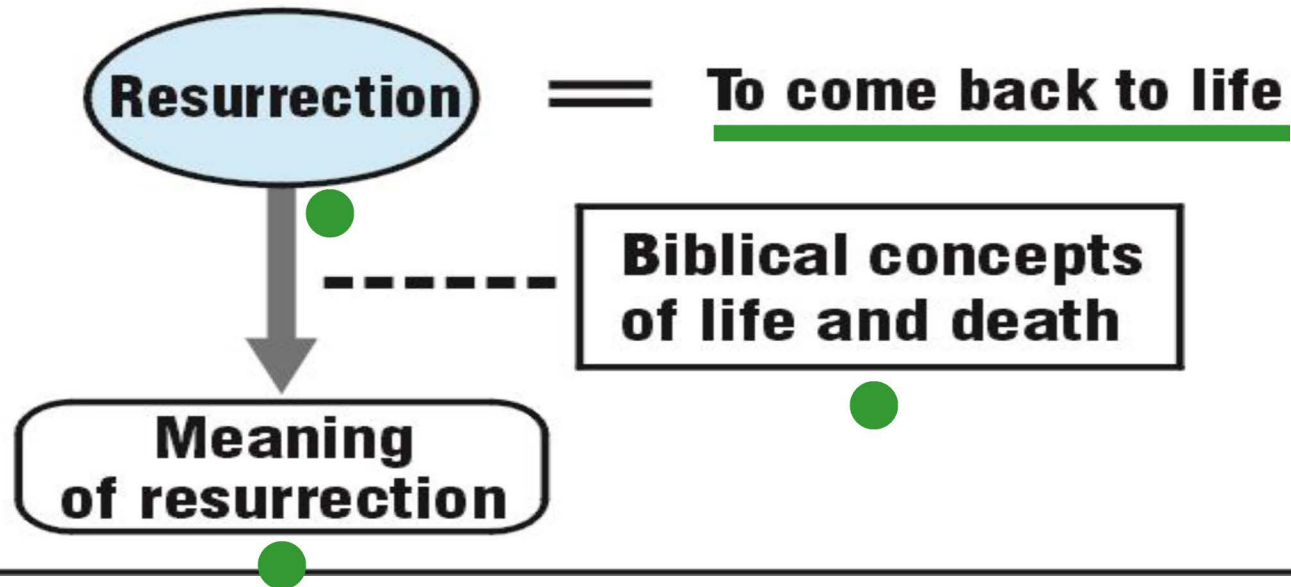 Resurrection = To come back to life
Biblical concepts
of life and death
Meaning
of resurrection